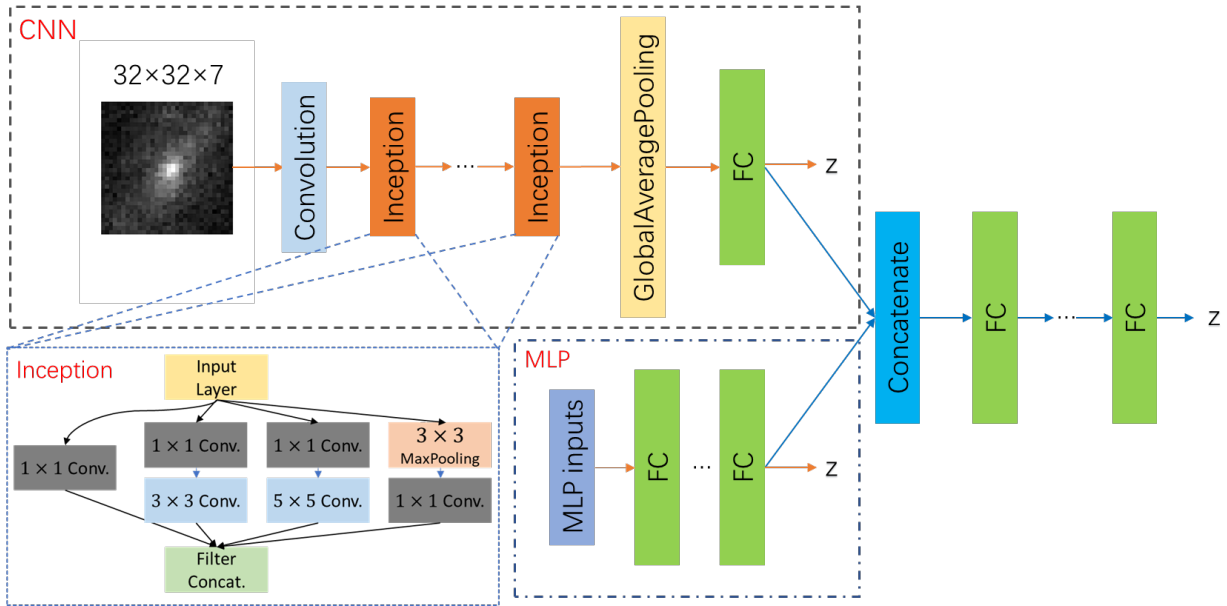 CNN
32×32×7
Convolution
Inception
...
Inception
GlobalAveragePooling
FC
z
Concatenate
FC
...
FC
z
Inception
Input
Layer
1 × 1 Conv.
1 × 1 Conv.
1 × 1 Conv.
3 × 3
MaxPooling
3 × 3 Conv.
5 × 5 Conv.
1 × 1 Conv.
Filter
Concat.
MLP
MLP inputs
FC
...
FC
z